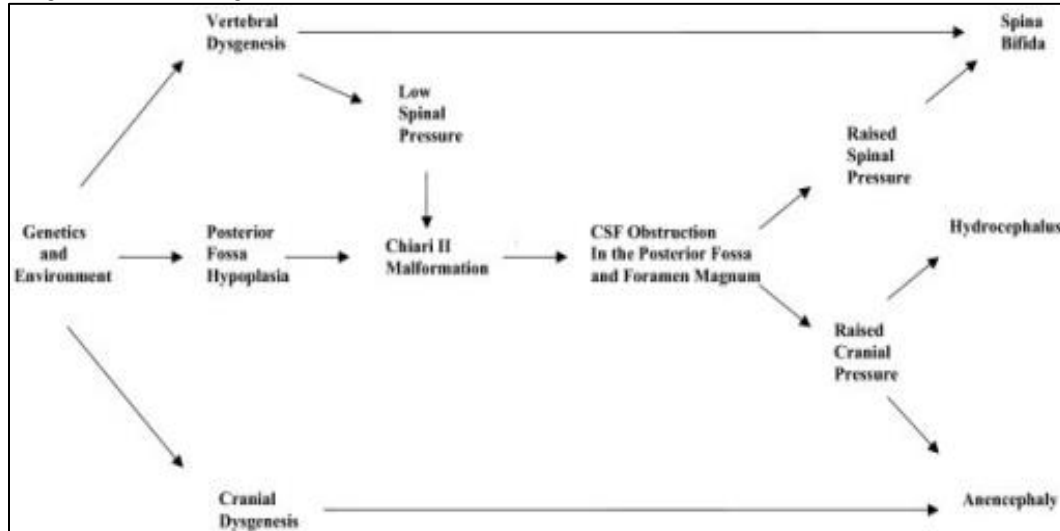 Vertebral
Dysgenesis
Spina
Bifida
Low
Spinal
Pressure
Raised
Spinal
Pressure
Genetics
and
Environment
Posterior
Fossa
Hypoplasia
Chiari II
Malformation
CSF Obstruction
In the Posterior Fossa
and Foramen Magnum
Hydrocephalus
Raised
Cranial
Pressure
Cranial
Dysgenesis
Anencephaly